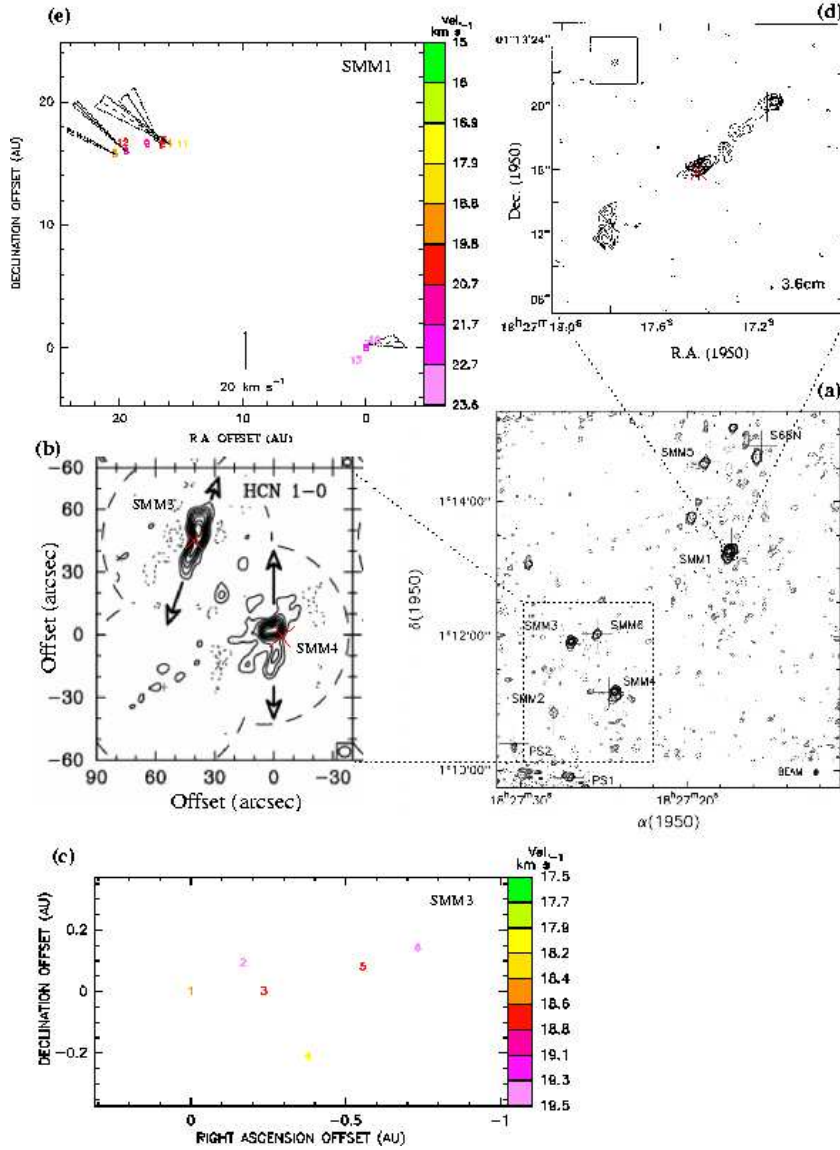 (e)
Vel.-1
km s
SMM1
15
16
16.9
17.9
18.8
19.8
20.7
21.7
22.7
23.6
20
10
0
DECLINATION OFFSET (AU)
12
9
11
13
20 km s-1
20
10
0
R.A. OFFSET (AU)
(d)
01°13'24"
20"
16"
12"
08"
Dec. (1950)
3.6cm
18h27m18.0s
17.6s
17.2s
R.A. (1950)
(b)
-60
60
30
0
-30
-60
HCN 1-0
SMM3
SMM4
Offset (arcsec)
90
60
30
0
-30
Offset (arcsec)
(a)
S68N
SMM5
1°14'00"
SMM1
δ(1950)
1°12'00"
SMM3
SMM6
SMM4
SMM2
PS2
1°10'00"
PS1
BEAM
18h27m30s
18h27m20s
α(1950)
(c)
Vel.-1
km s
SMM3
17.5
17.7
17.9
18.2
18.4
18.6
18.8
19.1
19.3
19.5
0.2
0
-0.2
DECLINATION OFFSET (AU)
1
2
3
4
5
6
0
-0.5
-1
RIGHT ASCENSION OFFSET (AU)